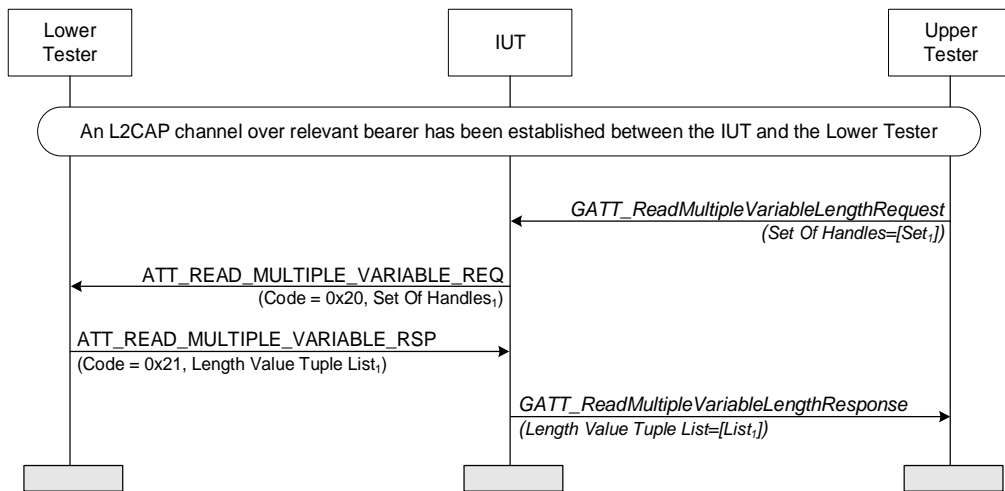 Lower
Tester
IUT
Upper
Tester
An L2CAP channel over relevant bearer has been established between the IUT and the Lower Tester
GATT_ReadMultipleVariableLengthRequest
(Set Of Handles=[Set₁])
ATT_READ_MULTIPLE_VARIABLE_REQ
(Code = 0x20, Set Of Handles₁)
ATT_READ_MULTIPLE_VARIABLE_RSP
(Code = 0x21, Length Value Tuple List₁)
GATT_ReadMultipleVariableLengthResponse
(Length Value Tuple List=[List₁])